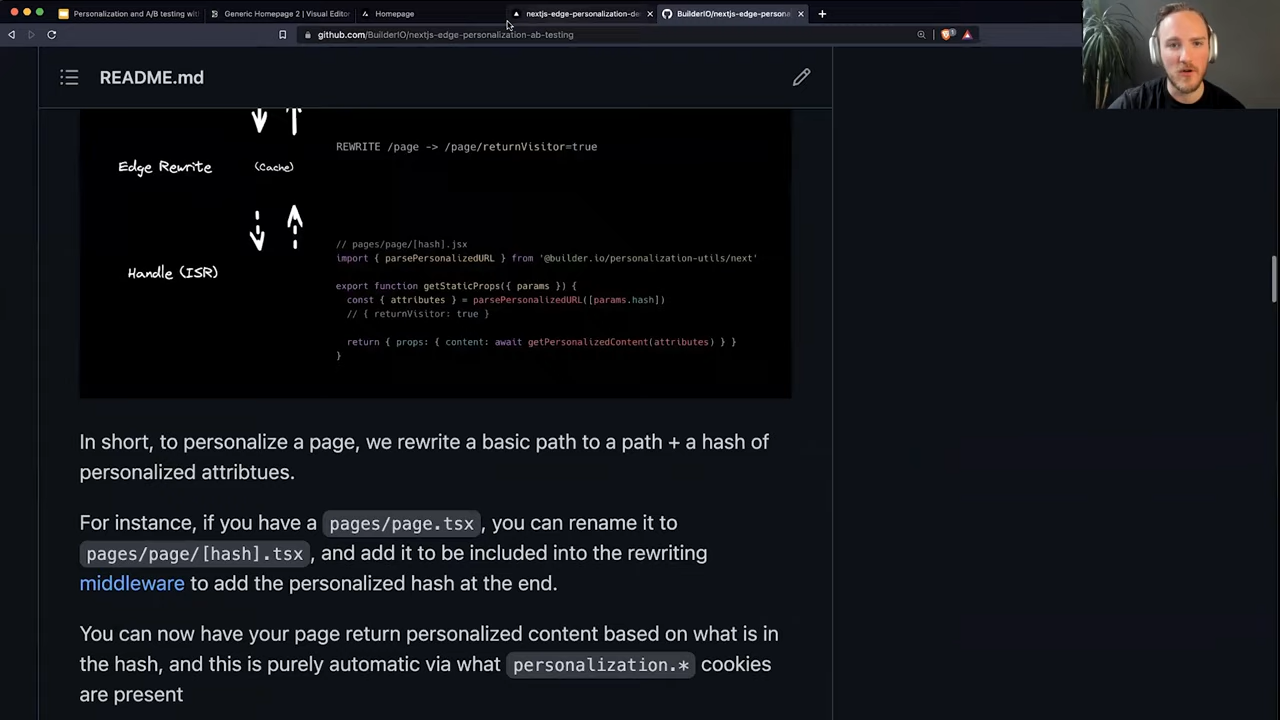 Personalization and A/B testing with
Generic Homepage 2 | Visual Editor
Homepage
nextjs-edge-personalization-de
BuilderIO/nextjs-edge-personal
github.com/BuilderIO/nextjs-edge-personalization-ab-testing
README.md
REWRITE /page -> /page/returnVisitor=true
Edge Rewrite
(Cache)
// pages/page/[hash].jsx
import { parsePersonalizedURL } from '@builder.io/personalization-utils/next'
Handle (ISR)
export function getStaticProps({ params }) {
const { attributes } = parsePersonalizedURL([params.hash])
// { returnVisitor: true }
return { props: { content: await getPersonalizedContent(attributes) } }
}
In short, to personalize a page, we rewrite a basic path to a path + a hash of
personalized attribtues.
For instance, if you have a pages/page.tsx, you can rename it to
pages/page/[hash].tsx, and add it to be included into the rewriting
middleware to add the personalized hash at the end.
You can now have your page return personalized content based on what is in
the hash, and this is purely automatic via what personalization.* cookies
are present